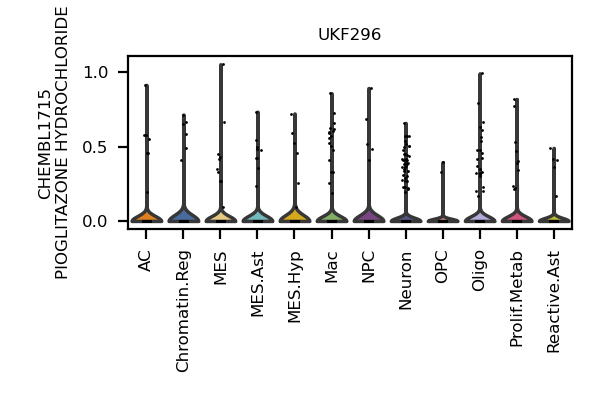 UKF296
CHEMBL1715
PIOGLITAZONE HYDROCHLORIDE
1.0
0.5
0.0
AC
Chromatin.Reg
MES
MES.Ast
MES.Hyp
Mac
NPC
Neuron
OPC
Oligo
Prolif.Metab
Reactive.Ast